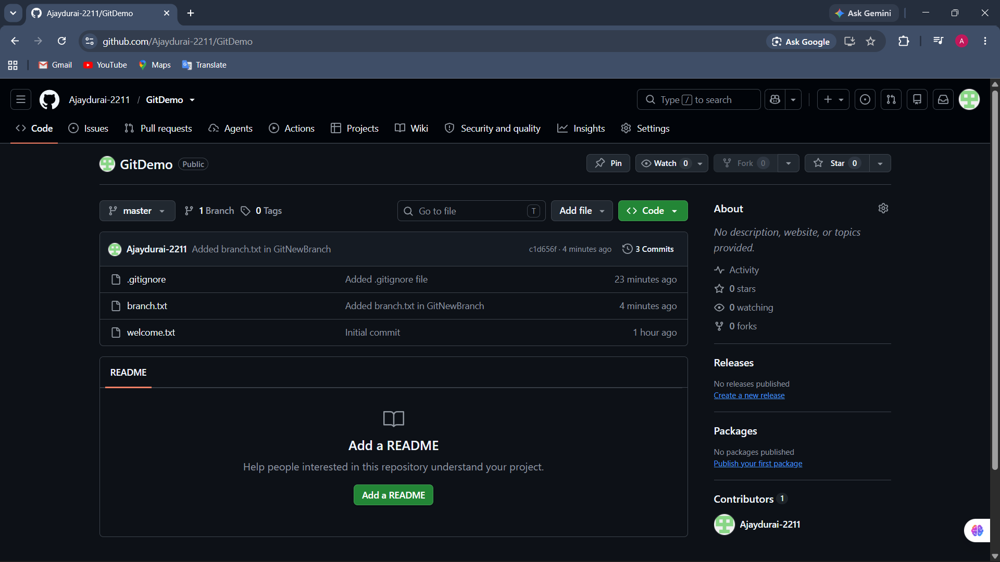 Ajaydurai-2211/GitDemo
Ask Gemini
github.com/Ajaydurai-2211/GitDemo
Ask Google
A
Gmail
YouTube
Maps
Translate
Ajaydurai-2211 / GitDemo
Type / to search
Code
Issues
Pull requests
Agents
Actions
Projects
Wiki
Security and quality
Insights
Settings
GitDemo Public
Pin
Watch 0
Fork 0
Star 0
master
1 Branch
0 Tags
Go to file
T
Add file
Code
Ajaydurai-2211 Added branch.txt in GitNewBranch c1d656f · 4 minutes ago 3 Commits
.gitignore Added .gitignore file 23 minutes ago
branch.txt Added branch.txt in GitNewBranch 4 minutes ago
welcome.txt Initial commit 1 hour ago
README
Add a README
Help people interested in this repository understand your project.
Add a README
About
No description, website, or topics
provided.
Activity
0 stars
0 watching
0 forks
Releases
No releases published
Create a new release
Packages
No packages published
Publish your first package
Contributors 1
Ajaydurai-2211